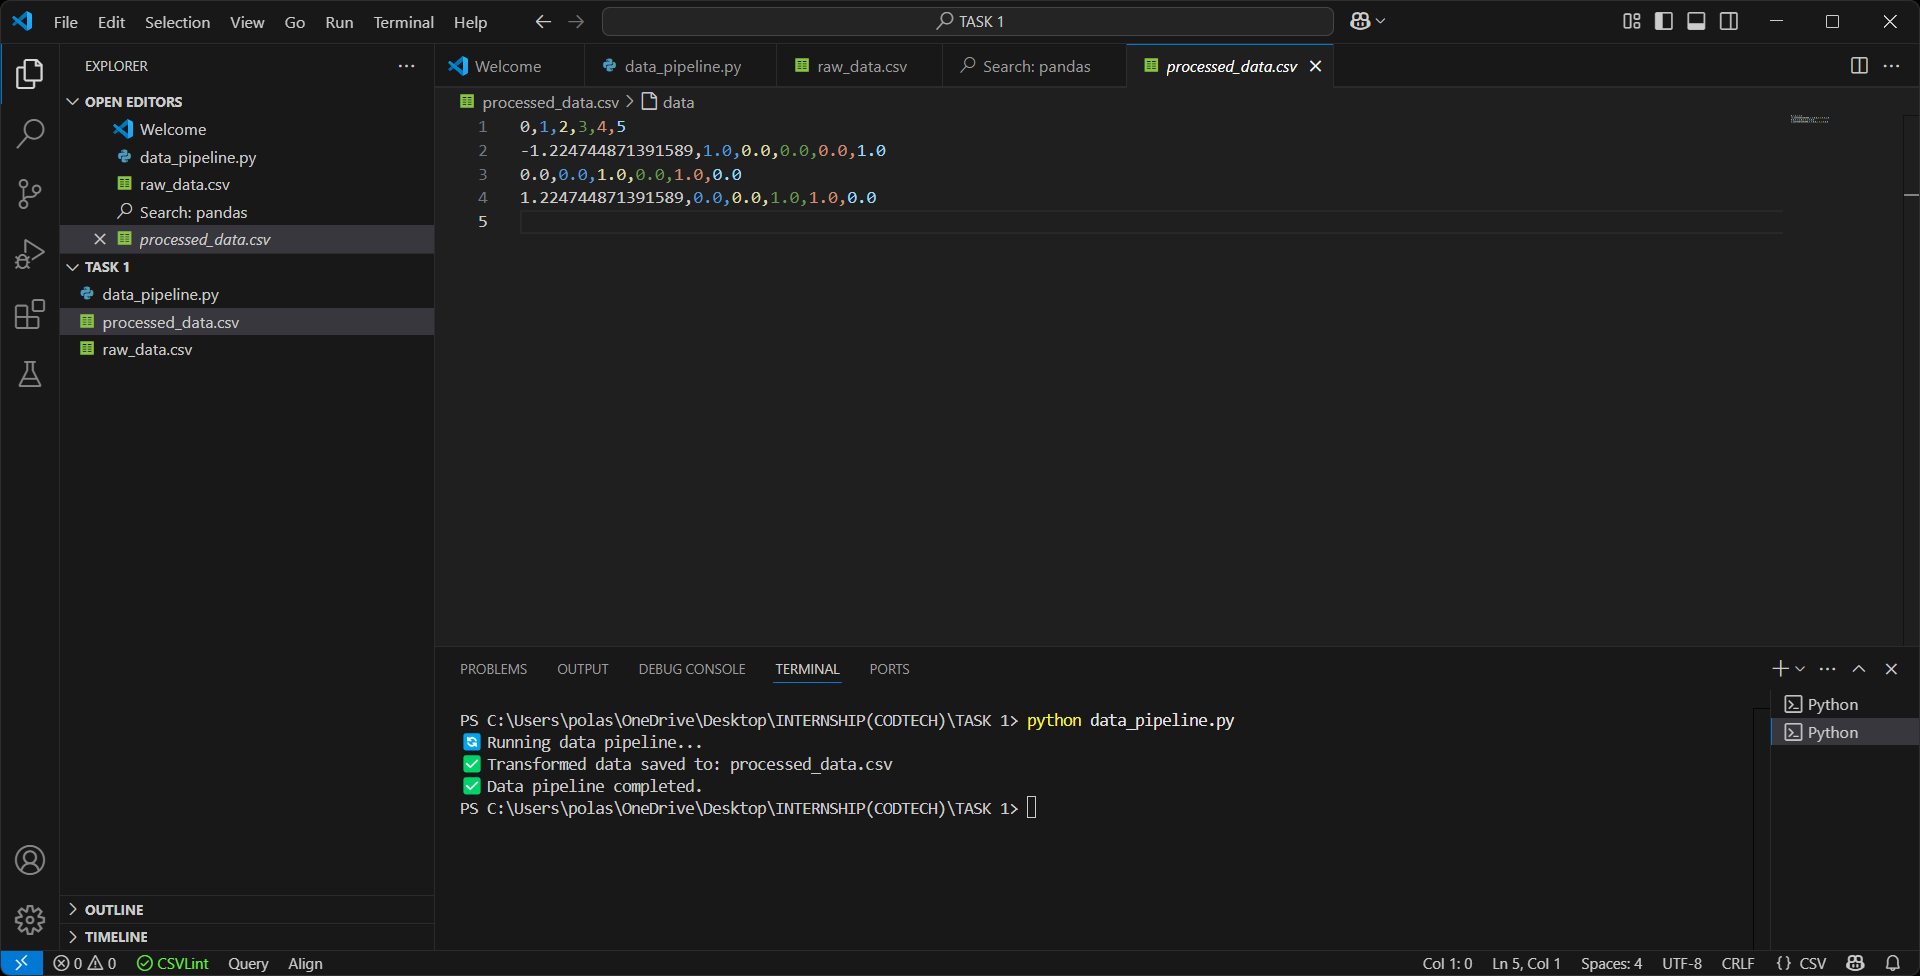 File Edit Selection View Go Run Terminal Help
TASK 1
EXPLORER
OPEN EDITORS
Welcome
data_pipeline.py
raw_data.csv
Search: pandas
processed_data.csv
TASK 1
data_pipeline.py
processed_data.csv
raw_data.csv
OUTLINE
TIMELINE
Welcome data_pipeline.py raw_data.csv Search: pandas processed_data.csv
processed_data.csv > data
1 0,1,2,3,4,5
2 -1.224744871391589,1.0,0.0,0.0,0.0,1.0
3 0.0,0.0,1.0,0.0,1.0,0.0
4 1.224744871391589,0.0,0.0,1.0,1.0,0.0
5
PROBLEMS OUTPUT DEBUG CONSOLE TERMINAL PORTS
PS C:\Users\polas\OneDrive\Desktop\INTERNSHIP(CODTECH)\TASK 1> python data_pipeline.py
🔄 Running data pipeline...
✅ Transformed data saved to: processed_data.csv
✅ Data pipeline completed.
PS C:\Users\polas\OneDrive\Desktop\INTERNSHIP(CODTECH)\TASK 1>
Python
Python
0 0 CSVLint Query Align Col 1: 0 Ln 5, Col 1 Spaces: 4 UTF-8 CRLF {} CSV